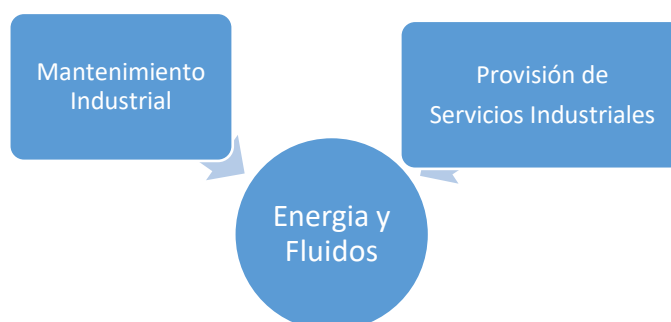 Mantenimiento
Industrial
Provisión de
Servicios Industriales
Energia y
Fluidos